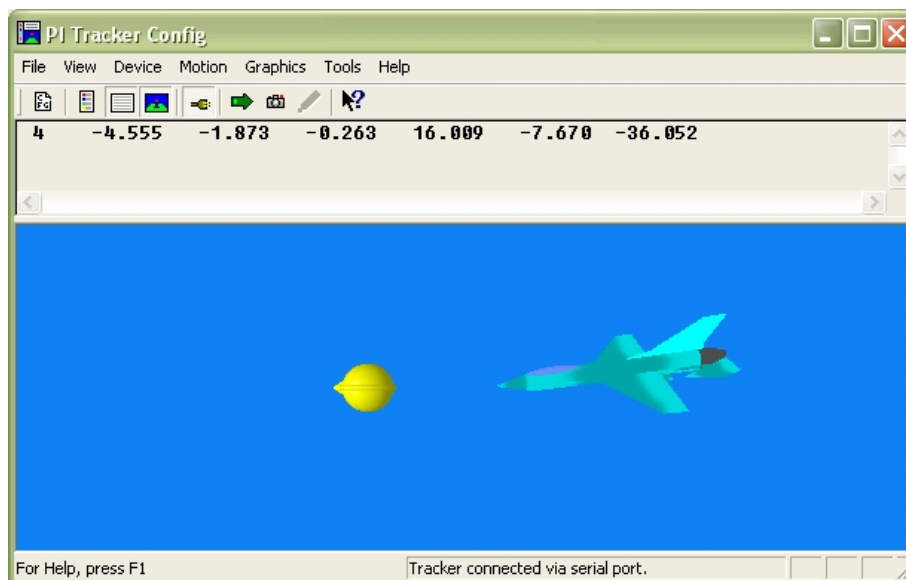 PI Tracker Config
File View Device Motion Graphics Tools Help
CFG
4 -4.555 -1.873 -0.263 16.009 -7.670 -36.052
For Help, press F1 Tracker connected via serial port.